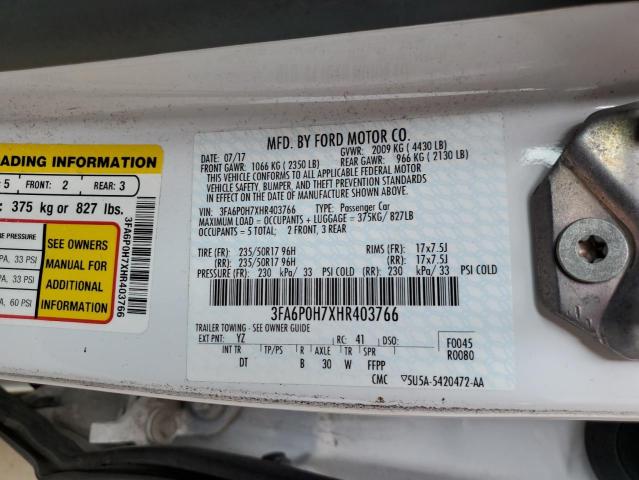 ADING INFORMATION
: 5 FRONT: 2 REAR: 3
: 375 kg or 827 lbs.
E PRESSURE
A, 33 PSI
A, 33 PSI
A, 60 PSI
SEE OWNERS
MANUAL FOR
ADDITIONAL
INFORMATION
3FA6P0H7XHR403766
MFD. BY FORD MOTOR CO.
DATE: 07/17 GVWR: 2009 KG ( 4430 LB)
FRONT GAWR: 1066 KG ( 2350 LB) REAR GAWR: 966 KG ( 2130 LB)
THIS VEHICLE CONFORMS TO ALL APPLICABLE FEDERAL MOTOR
VEHICLE SAFETY, BUMPER, AND THEFT PREVENTION STANDARDS IN
EFFECT ON THE DATE OF MANUFACTURE SHOWN ABOVE.
VIN: 3FA6P0H7XHR403766 TYPE: Passenger Car
MAXIMUM LOAD = OCCUPANTS + LUGGAGE = 375KG/ 827LB
OCCUPANTS = 5 TOTAL: 2 FRONT, 3 REAR
TIRE (FR): 235/50R17 96H RIMS (FR): 17x7.5J
TIRE (RR): 235/50R17 96H RIMS (RR): 17x7.5J
PRESSURE (FR): 230 kPa/ 33 PSI COLD (RR): 230 kPa/ 33 PSI COLD
3FA6P0H7XHR403766
TRAILER TOWING - SEE OWNER GUIDE
EXT PNT: YZ RC: 41 DSO: F0045
INT TR TP/PS R AXLE TR SPR R0080
DT B 30 W FFPP
CMC ▽5U5A-5420472-AA